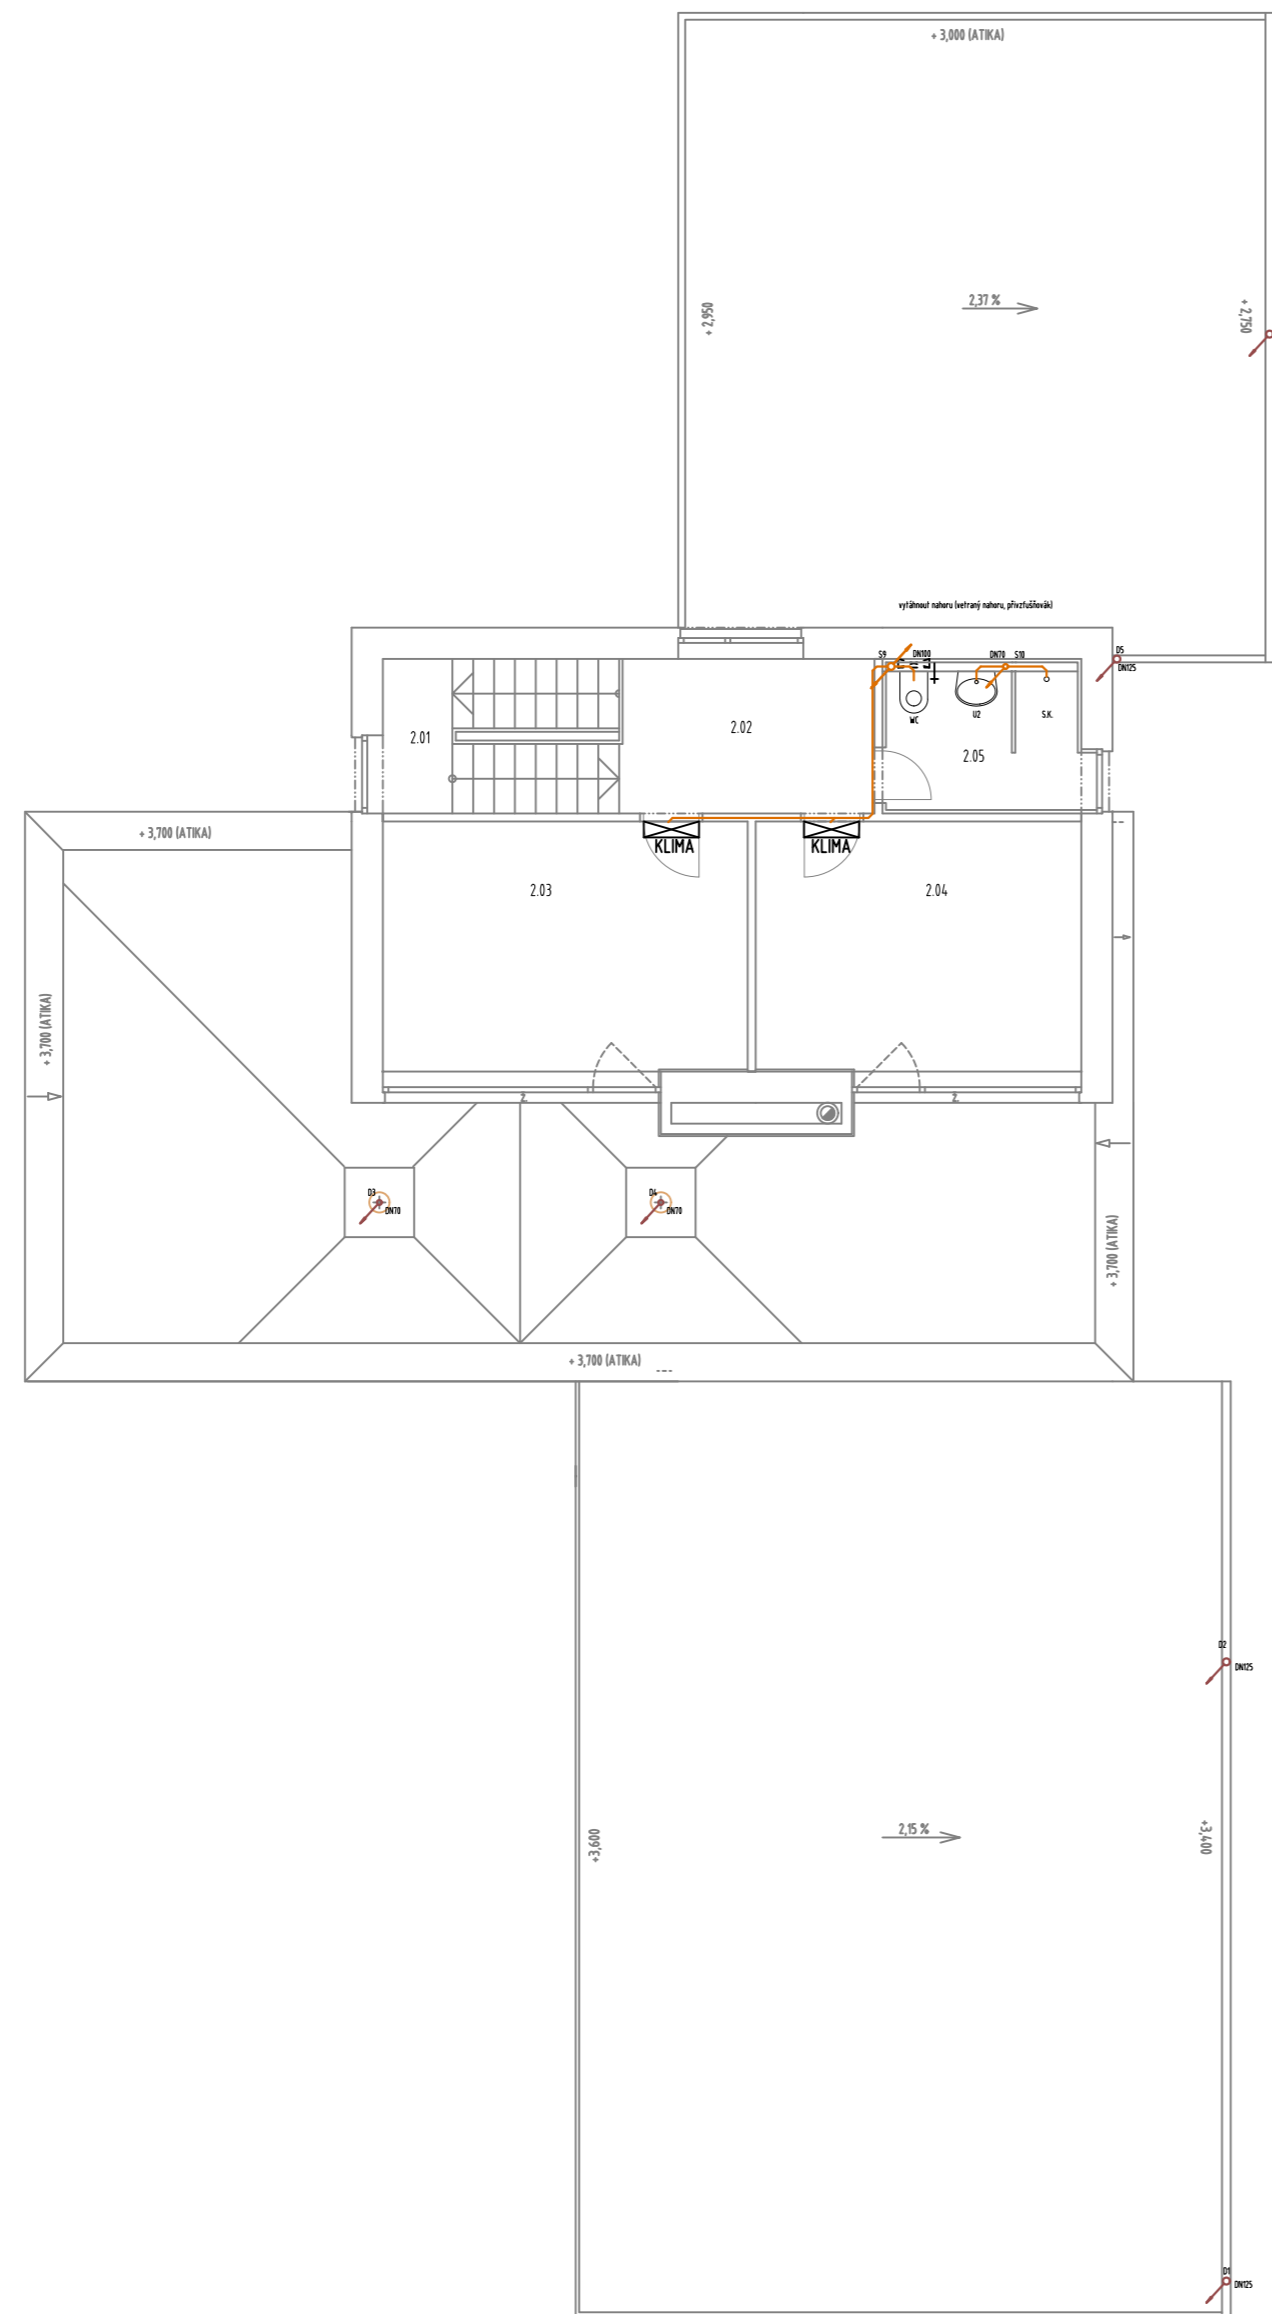 + 3,000 (ATIKA)
2,37 %
+ 2,950
+ 2,750
vytáhnout nahoru (vetraný nahoru, přivzťušňovák)
S9
DN100
DN70
S10
D5
DN125
WC
U2
S.K.
2.01
2.02
2.05
+ 3,700 (ATIKA)
KLIMA
KLIMA
2.03
2.04
+ 3,700 (ATIKA)
Ž.
Ž.
D3
DN70
D4
DN70
+ 3,700 (ATIKA)
+ 3,700 (ATIKA)
D2
DN125
2,15 %
+3,600
+3,400
D1
DN125